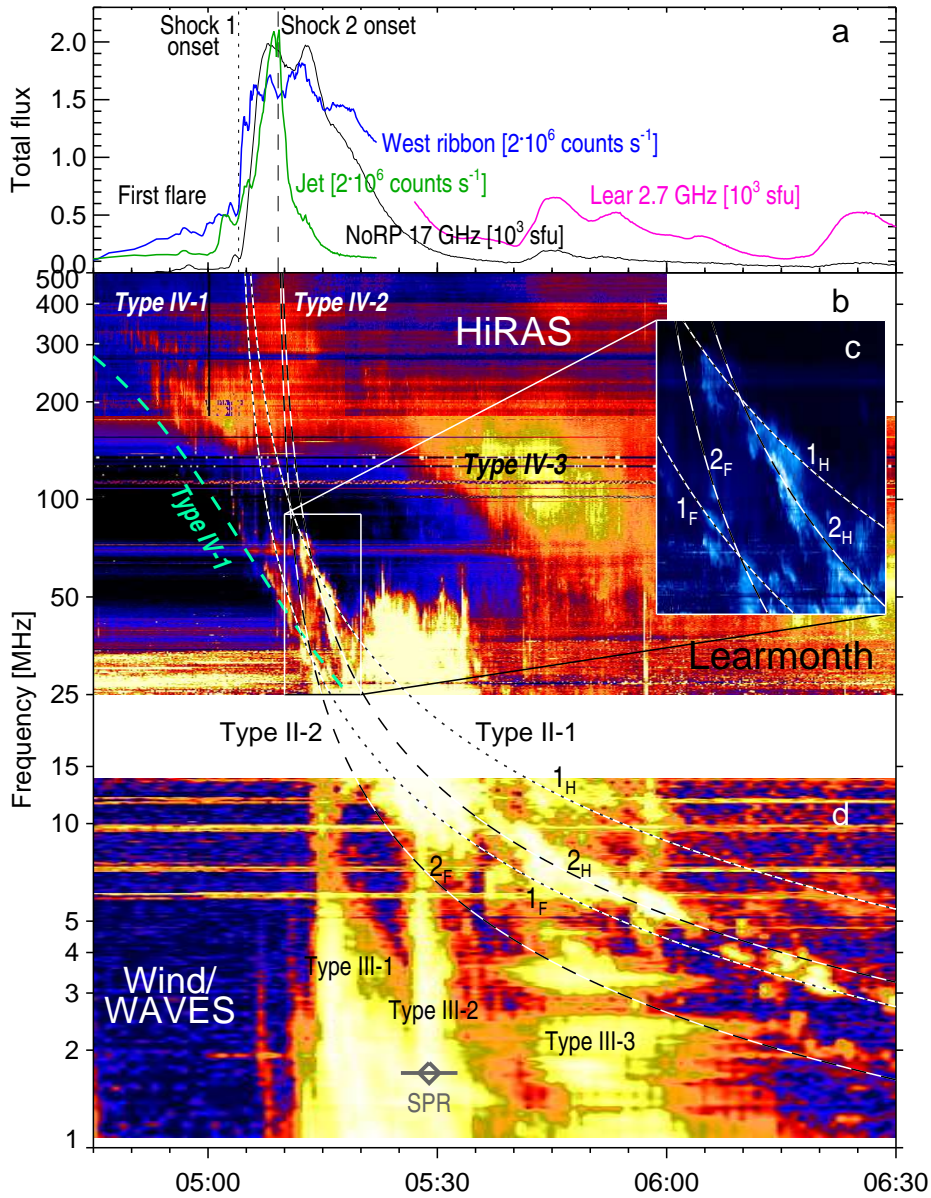 Shock 1
onset
Shock 2 onset
a
Total flux
2.0
1.5
1.0
0.5
0.0
West ribbon [2·10⁶ counts s⁻¹]
Jet [2·10⁶ counts s⁻¹]
First flare
Lear 2.7 GHz [10³ sfu]
NoRP 17 GHz [10³ sfu]
Frequency [MHz]
500
400
300
200
100
50
25
Type IV-1
Type IV-2
HiRAS
b
c
2F
1F
1H
2H
Type IV-3
Type IV-1
Learmonth
Type II-2
Type II-1
15
10
5
4
3
2
1
1H
d
2F
2H
1F
Wind/
WAVES
Type III-1
Type III-2
Type III-3
SPR
05:00
05:30
06:00
06:30